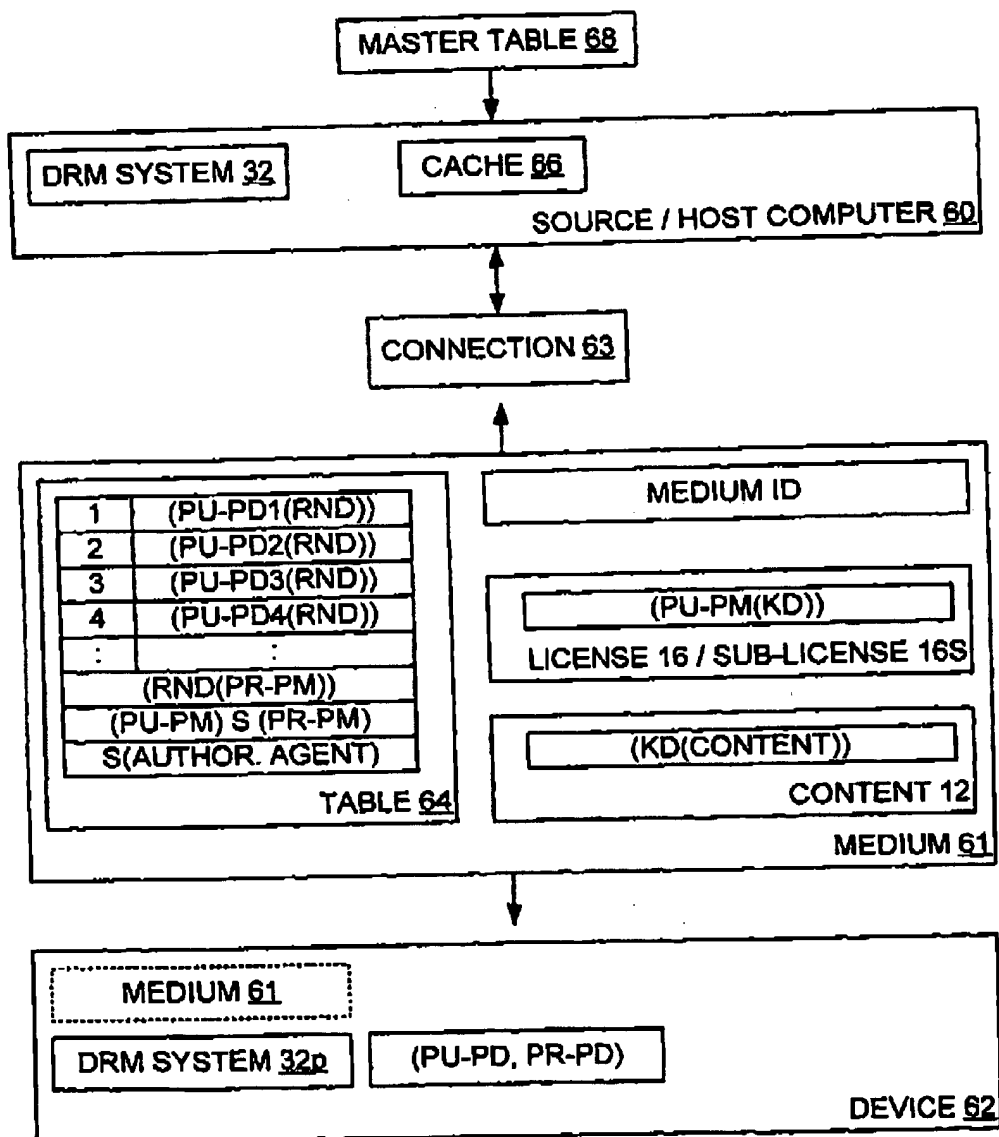 MASTER TABLE 68
DRM SYSTEM 32
CACHE 66
SOURCE / HOST COMPUTER 60
CONNECTION 63
1 (PU-PD1(RND))
2 (PU-PD2(RND))
3 (PU-PD3(RND))
4 (PU-PD4(RND))
: :
(RND(PR-PM))
(PU-PM) S (PR-PM)
S(AUTHOR. AGENT)
TABLE 64
MEDIUM ID
(PU-PM(KD))
LICENSE 16 / SUB-LICENSE 16S
(KD(CONTENT))
CONTENT 12
MEDIUM 61
MEDIUM 61
DRM SYSTEM 32p
(PU-PD, PR-PD)
DEVICE 62